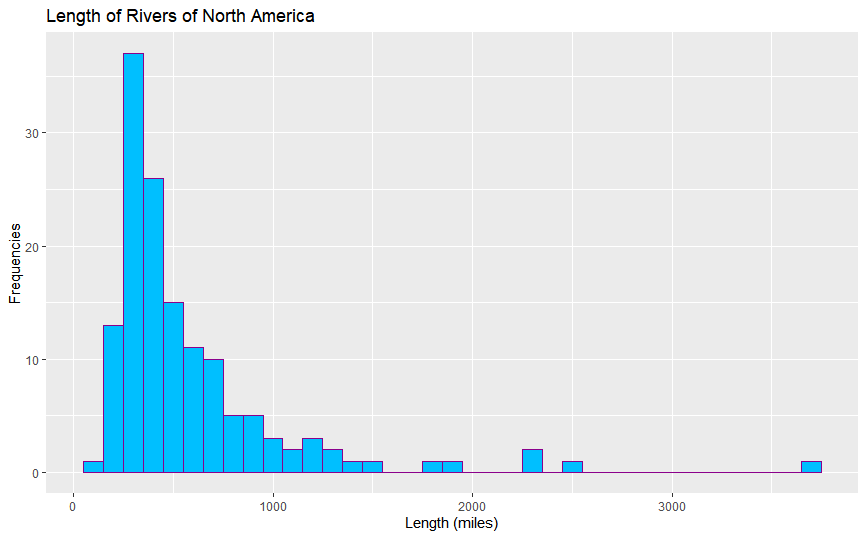 Length of Rivers of North America
Frequencies
30
20
10
0
0 1000 2000 3000
Length (miles)